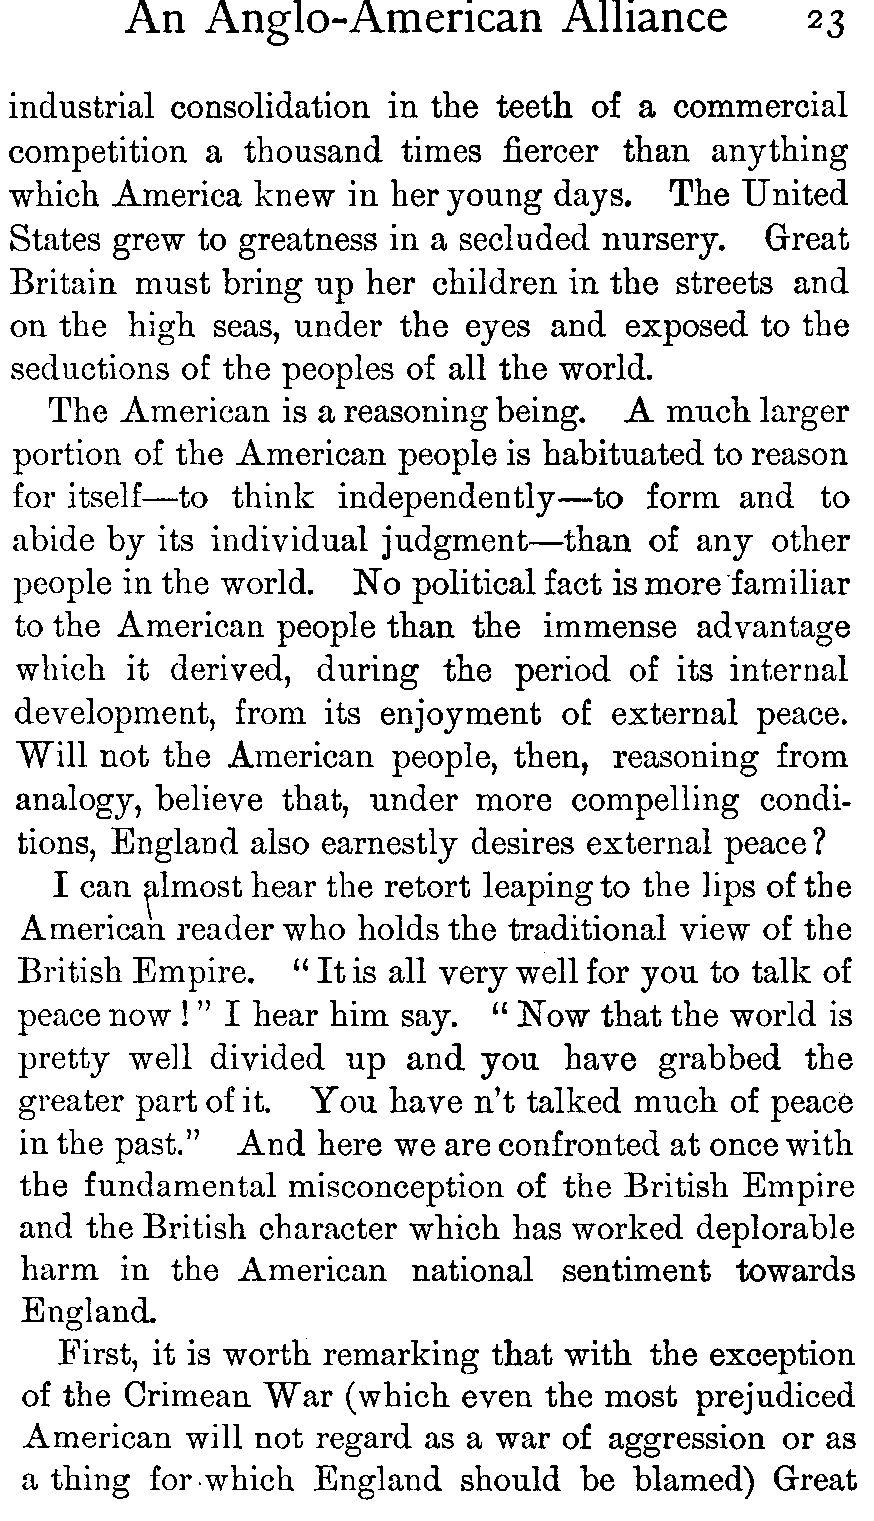 An Anglo-American Alliance 23
industrial consolidation in the teeth of a commercial
competition a thousand times fiercer than anything
which America knew in her young days. The United
States grew to greatness in a secluded nursery. Great
Britain must bring up her children in the streets and
on the high seas, under the eyes and exposed to the
seductions of the peoples of all the world.
The American is a reasoning being. A much larger
portion of the American people is habituated to reason
for itself—to think independently—to form and to
abide by its individual judgment—than of any other
people in the world. No political fact is more familiar
to the American people than the immense advantage
which it derived, during the period of its internal
development, from its enjoyment of external peace.
Will not the American people, then, reasoning from
analogy, believe that, under more compelling condi-
tions, England also earnestly desires external peace?
I can almost hear the retort leaping to the lips of the
American reader who holds the traditional view of the
British Empire. "It is all very well for you to talk of
peace now!" I hear him say. "Now that the world is
pretty well divided up and you have grabbed the
greater part of it. You have n't talked much of peace
in the past." And here we are confronted at once with
the fundamental misconception of the British Empire
and the British character which has worked deplorable
harm in the American national sentiment towards
England.
First, it is worth remarking that with the exception
of the Crimean War (which even the most prejudiced
American will not regard as a war of aggression or as
a thing for which England should be blamed) Great